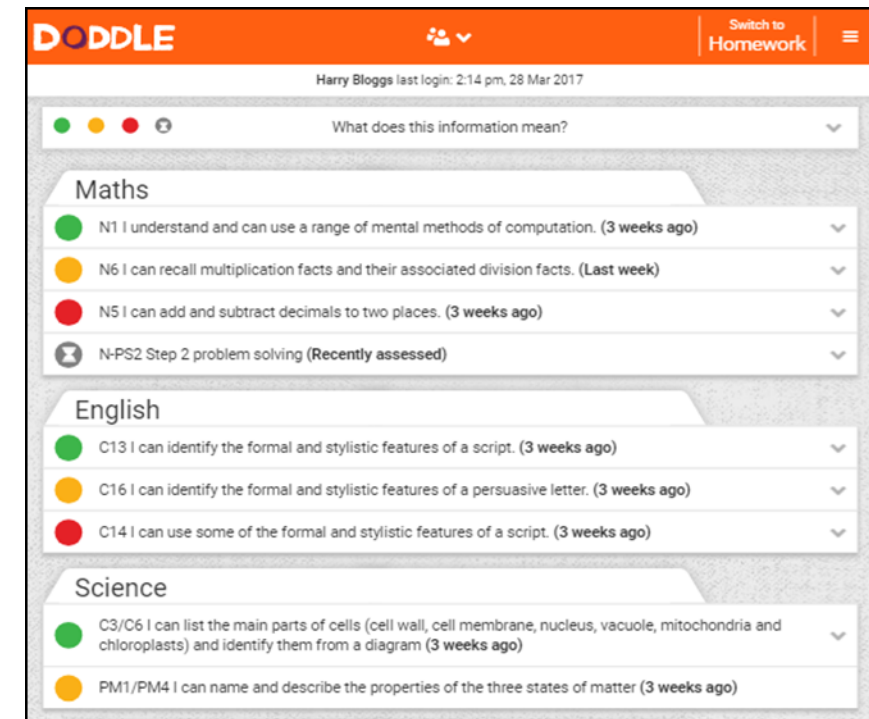 DODDLE
Switch to
Homework
Harry Bloggs last login: 2:14 pm, 28 Mar 2017
What does this information mean?
Maths
N1 I understand and can use a range of mental methods of computation. (3 weeks ago)
N6 I can recall multiplication facts and their associated division facts. (Last week)
N5 I can add and subtract decimals to two places. (3 weeks ago)
N-PS2 Step 2 problem solving (Recently assessed)
English
C13 I can identify the formal and stylistic features of a script. (3 weeks ago)
C16 I can identify the formal and stylistic features of a persuasive letter. (3 weeks ago)
C14 I can use some of the formal and stylistic features of a script. (3 weeks ago)
Science
C3/C6 I can list the main parts of cells (cell wall, cell membrane, nucleus, vacuole, mitochondria and
chloroplasts) and identify them from a diagram (3 weeks ago)
PM1/PM4 I can name and describe the properties of the three states of matter (3 weeks ago)